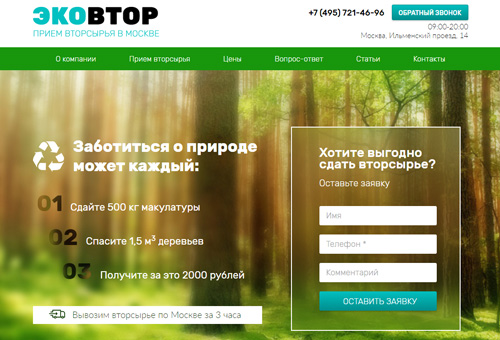 ЭКОВТОР
ПРИЕМ ВТОРСЫРЬЯ В МОСКВЕ
+7 (495) 721-46-96
ОБРАТНЫЙ ЗВОНОК
09:00-20:00
Москва, Ильменский проезд, 14
О компании Прием вторсырья Цены Вопрос-ответ Статьи Контакты
Заботиться о природе
может каждый:
01 Сдайте 500 кг макулатуры
02 Спасите 1,5 м³ деревьев
03 Получите за это 2000 рублей
Вывозим вторсырье по Москве за 3 часа
Хотите выгодно
сдать вторсырье?
Оставьте заявку
Имя
Телефон *
Комментарий
ОСТАВИТЬ ЗАЯВКУ